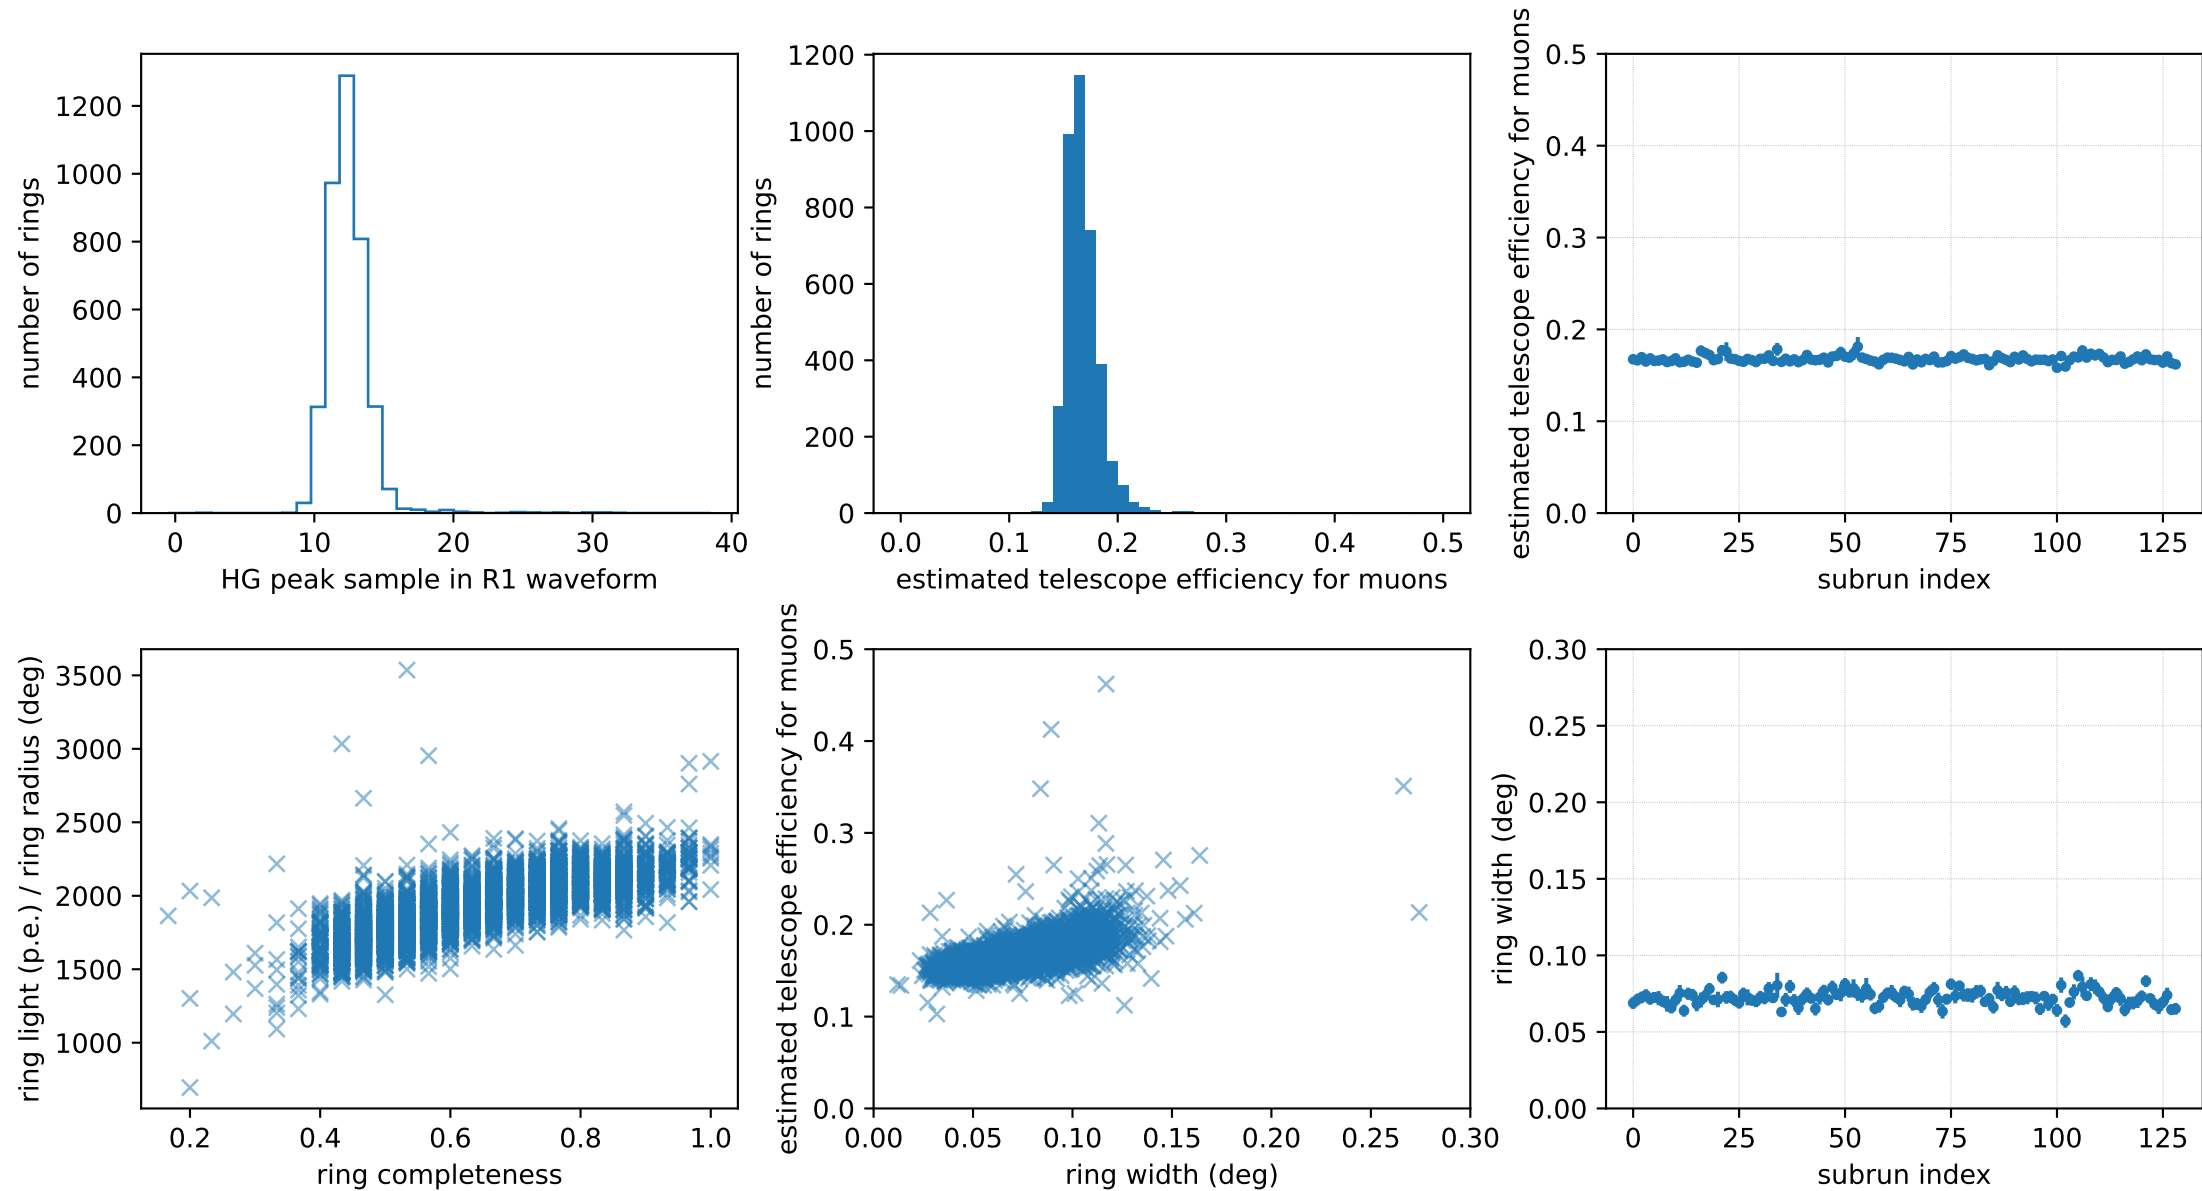 number of rings
1200
1000
800
600
400
200
0
0 10 20 30 40
HG peak sample in R1 waveform
number of rings
1200
1000
800
600
400
200
0
0.0 0.1 0.2 0.3 0.4 0.5
estimated telescope efficiency for muons
estimated telescope efficiency for muons
0.5
0.4
0.3
0.2
0.1
0.0
0 25 50 75 100 125
subrun index
ring light (p.e.) / ring radius (deg)
3500
3000
2500
2000
1500
1000
0.2 0.4 0.6 0.8 1.0
ring completeness
estimated telescope efficiency for muons
0.5
0.4
0.3
0.2
0.1
0.0
0.00 0.05 0.10 0.15 0.20 0.25 0.30
ring width (deg)
ring width (deg)
0.30
0.25
0.20
0.15
0.10
0.05
0.00
0 25 50 75 100 125
subrun index